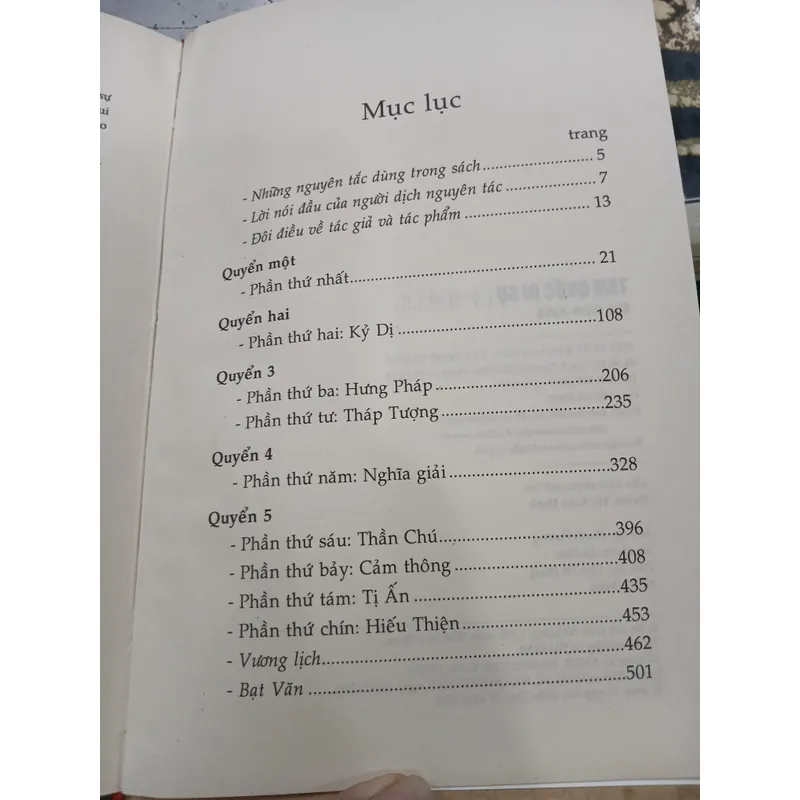 sự
ui
o
Mục lục
trang
- Những nguyên tắc dùng trong sách 5
- Lời nói đầu của người dịch nguyên tác 7
- Đôi điều về tác giả và tác phẩm 13
Quyển một
- Phần thứ nhất 21
Quyển hai
- Phần thứ hai: Kỷ Dị 108
Quyển 3
- Phần thứ ba: Hưng Pháp 206
- Phần thứ tư: Tháp Tượng 235
Quyển 4
- Phần thứ năm: Nghĩa giải 328
Quyển 5
- Phần thứ sáu: Thần Chú 396
- Phần thứ bảy: Cảm thông 408
- Phần thứ tám: Tị Ấn 435
- Phần thứ chín: Hiếu Thiện 453
- Vương lịch 462
- Bạt Văn 501